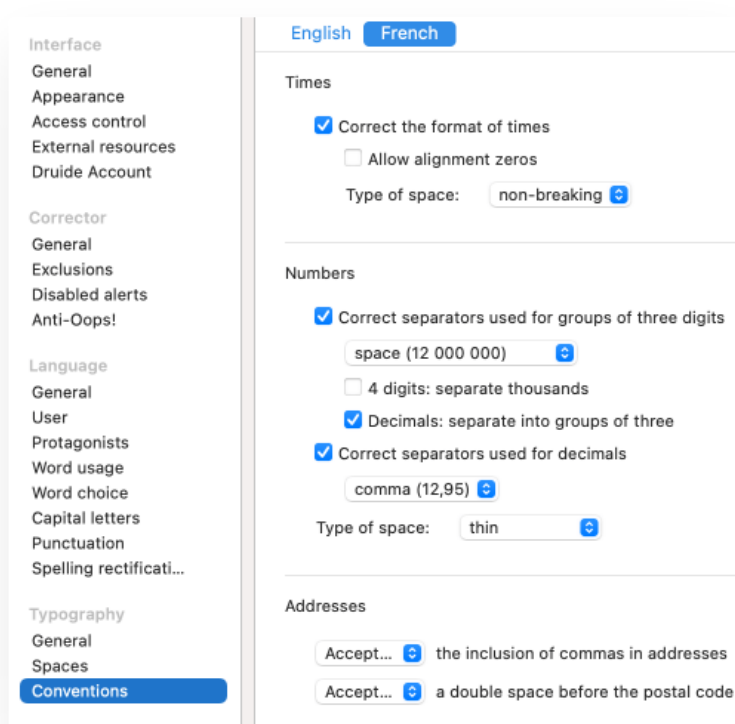 Interface
General
Appearance
Access control
External resources
Druide Account
Corrector
General
Exclusions
Disabled alerts
Anti-Oops!
Language
General
User
Protagonists
Word usage
Word choice
Capital letters
Punctuation
Spelling rectificati...
Typography
General
Spaces
Conventions
English French
Times
Correct the format of times
Allow alignment zeros
Type of space: non-breaking
Numbers
Correct separators used for groups of three digits
space (12 000 000)
4 digits: separate thousands
Decimals: separate into groups of three
Correct separators used for decimals
comma (12,95)
Type of space: thin
Addresses
Accept... the inclusion of commas in addresses
Accept... a double space before the postal code